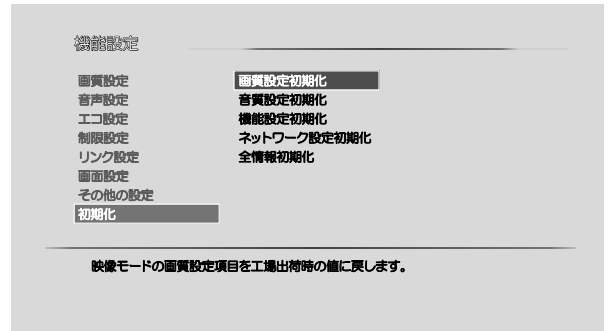 機能設定
画質設定
音声設定
エコ設定
制限設定
リンク設定
画面設定
その他の設定
初期化
画質設定初期化
音質設定初期化
機能設定初期化
ネットワーク設定初期化
全情報初期化
映像モードの画質設定項目を工場出荷時の値に戻します。